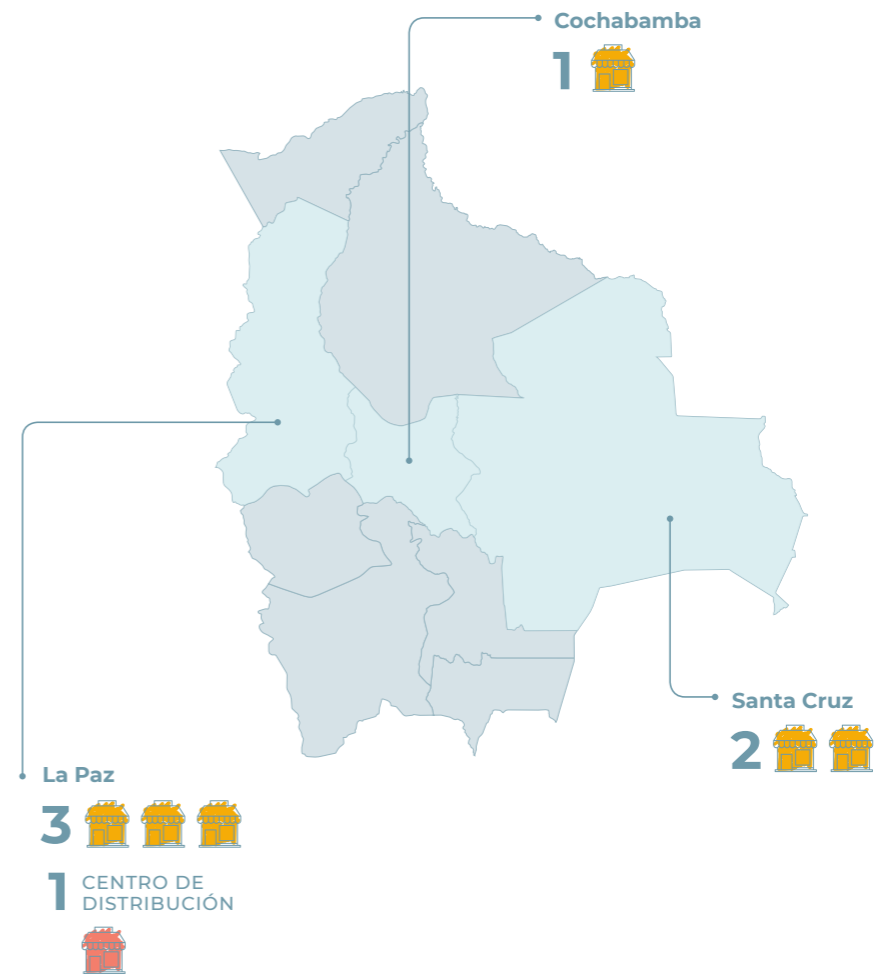 Cochabamba
1
Santa Cruz
2
La Paz
3
1 CENTRO DE
DISTRIBUCIÓN